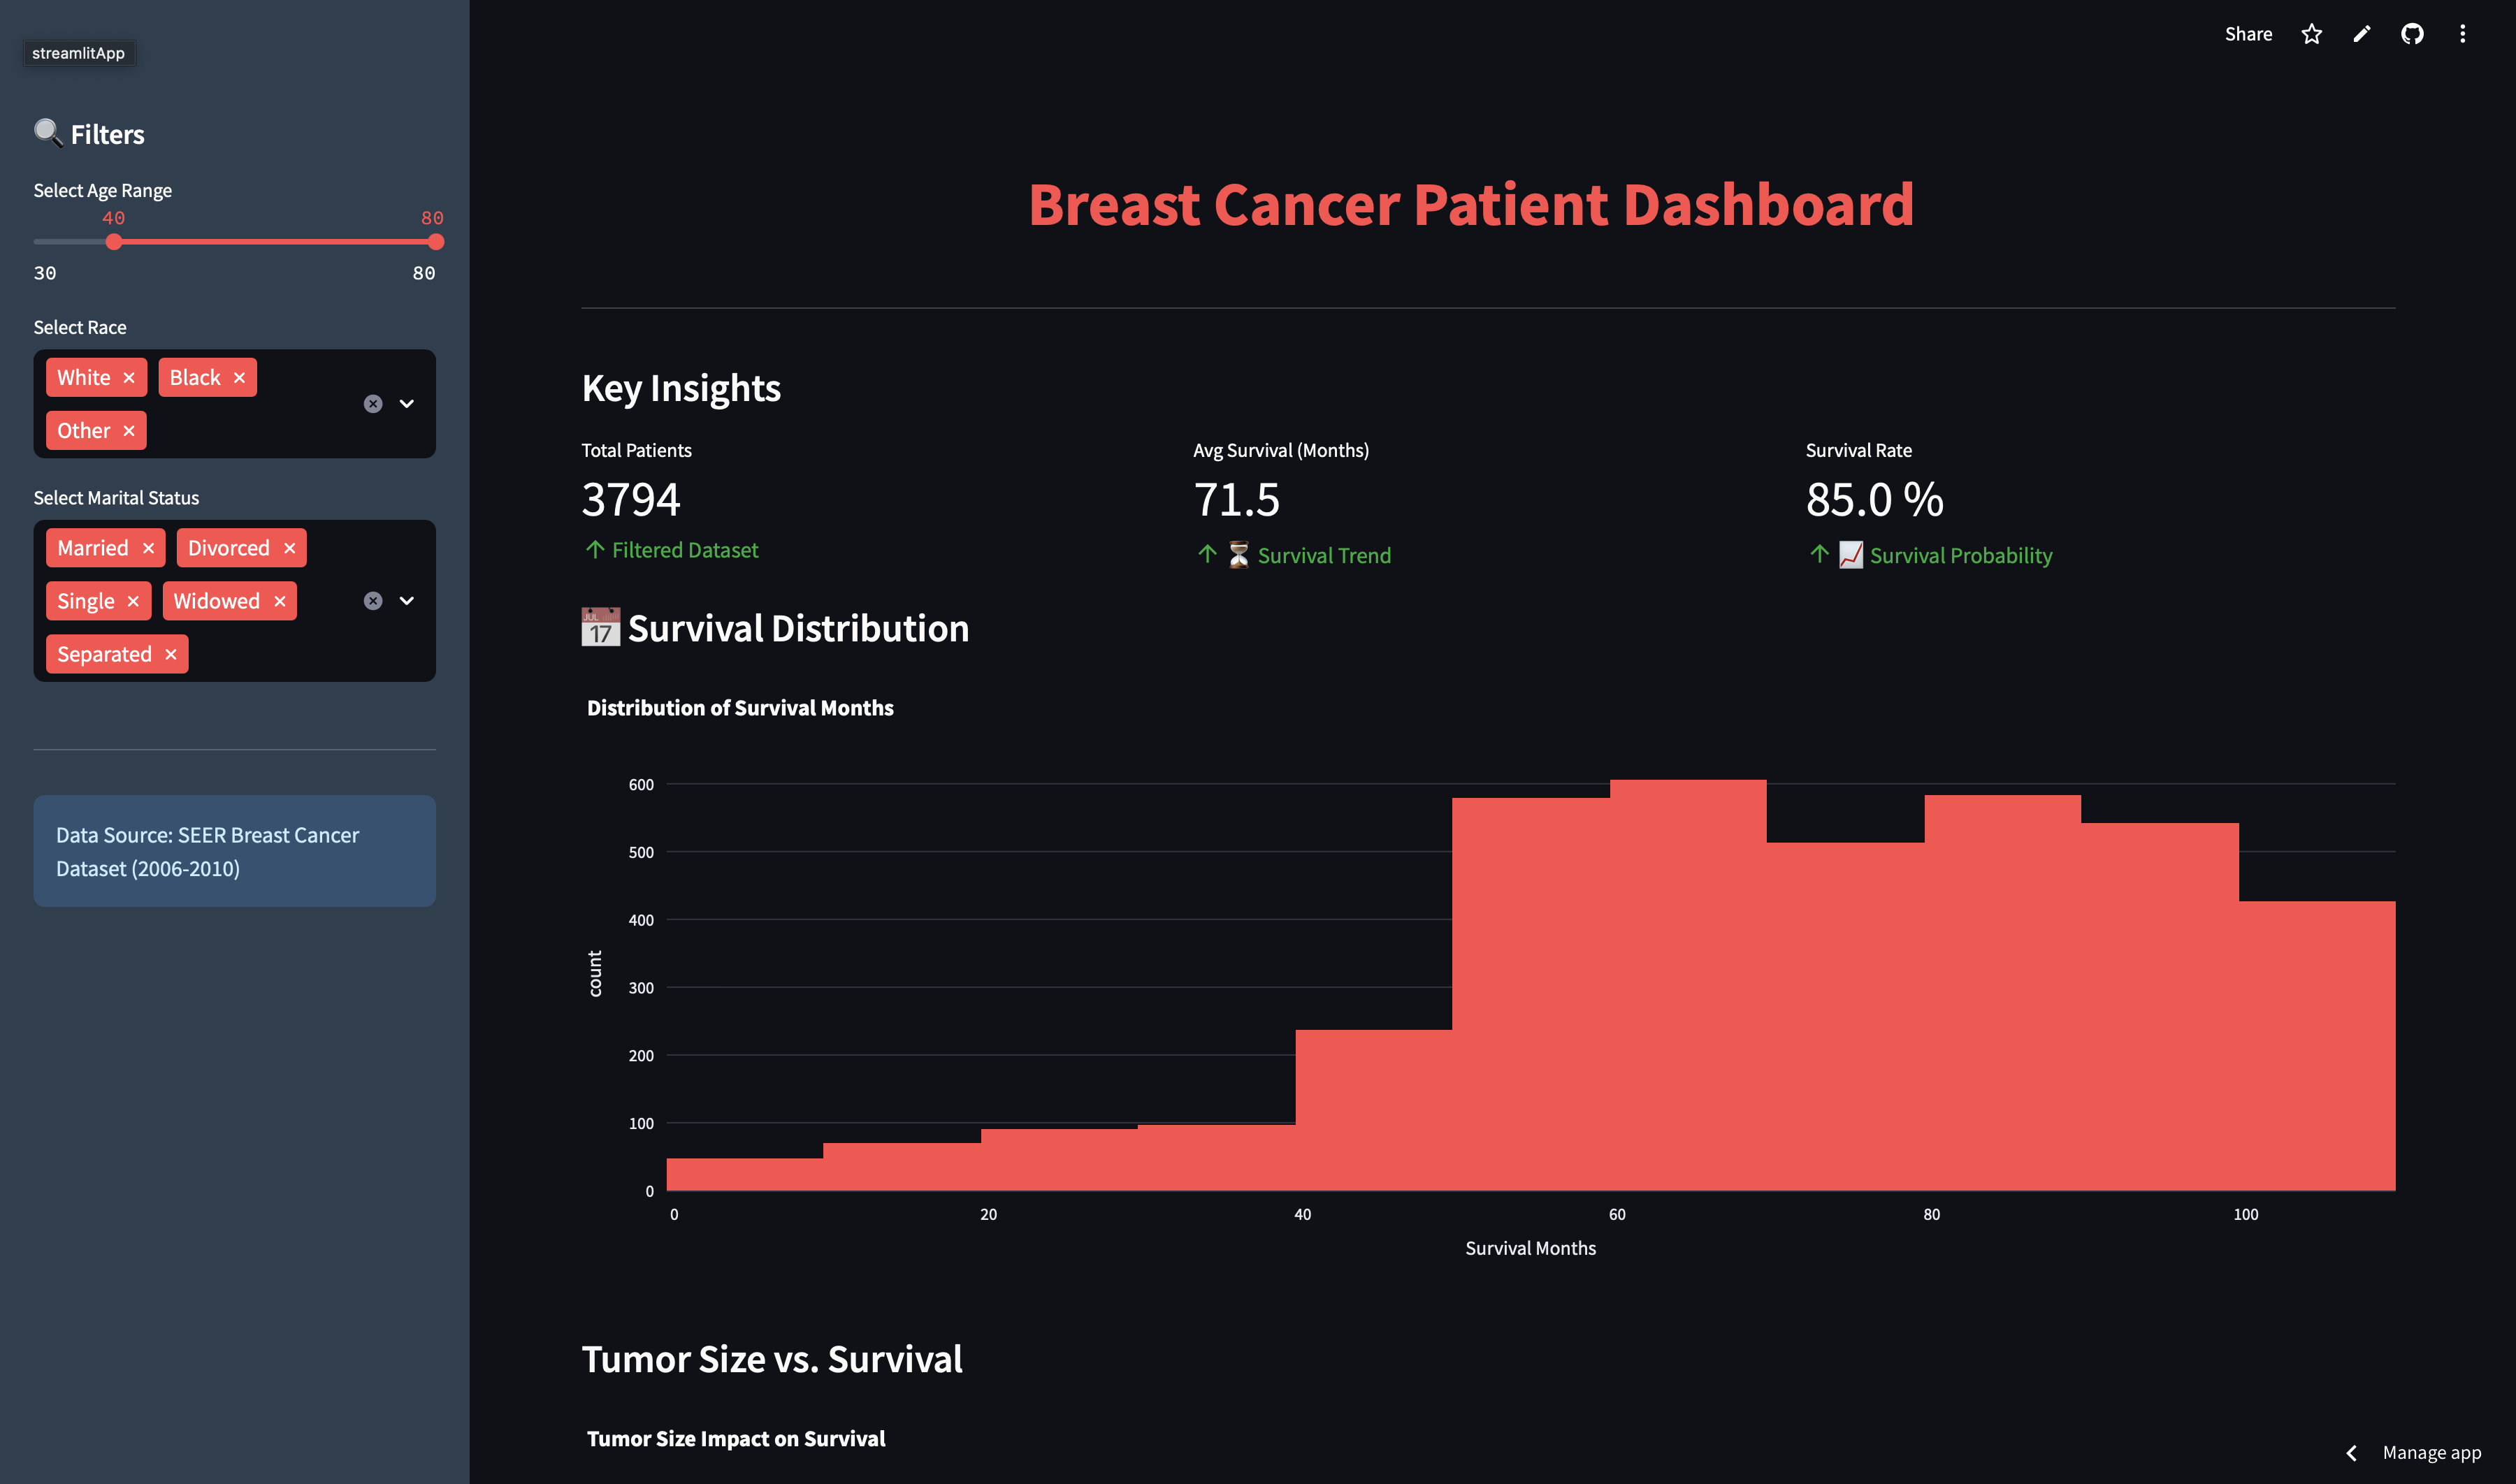 streamlitApp
Share
🔍 Filters
Select Age Range
40 80
30 80
Select Race
White × Black ×
Other ×
Select Marital Status
Married × Divorced ×
Single × Widowed ×
Separated ×
Data Source: SEER Breast Cancer
Dataset (2006-2010)
Breast Cancer Patient Dashboard
Key Insights
Total Patients
3794
↑ Filtered Dataset
Avg Survival (Months)
71.5
↑ ⏳ Survival Trend
Survival Rate
85.0 %
↑ 📈 Survival Probability
📅 Survival Distribution
JUL
17
Distribution of Survival Months
600
500
400
300
200
100
0
count
0 20 40 60 80 100
Survival Months
Tumor Size vs. Survival
Tumor Size Impact on Survival
Manage app